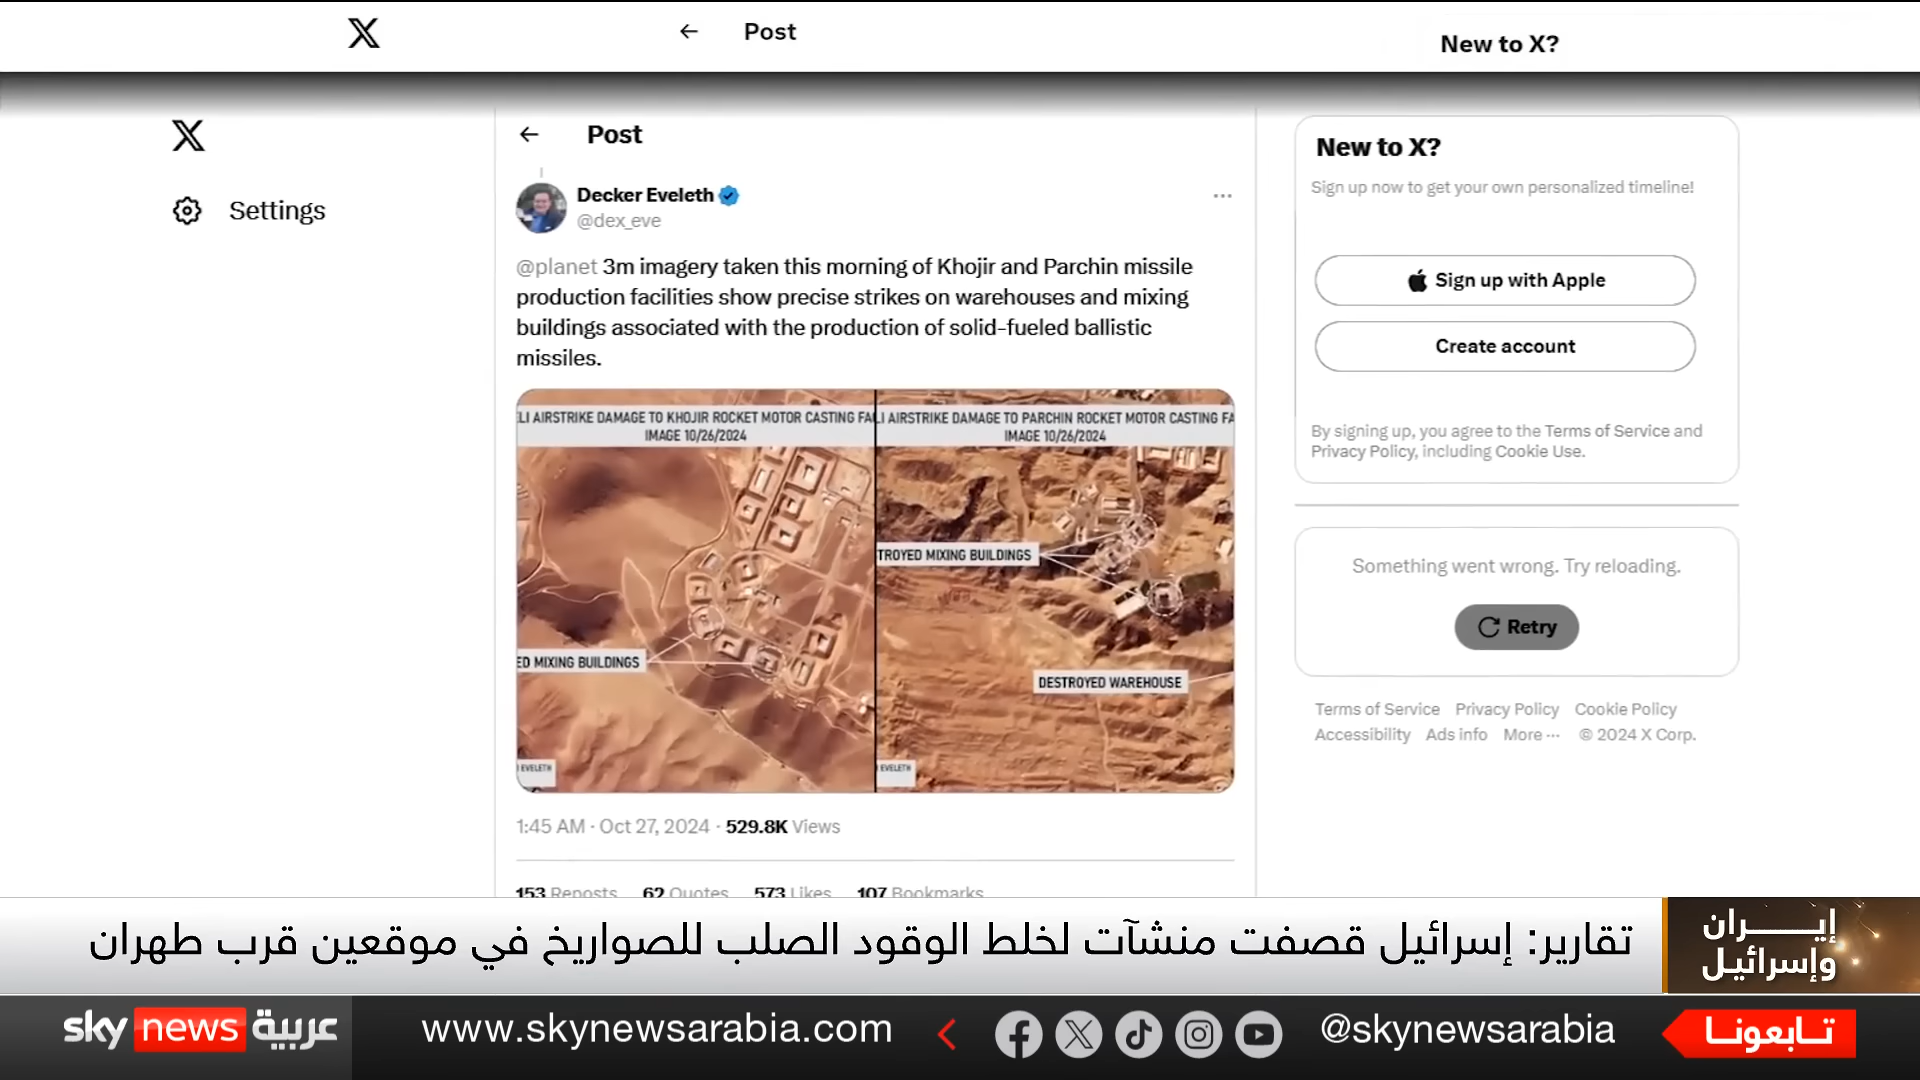 Post
New to X?
Post
Settings
Decker Eveleth
@dex_eve
@planet 3m imagery taken this morning of Khojir and Parchin missile
production facilities show precise strikes on warehouses and mixing
buildings associated with the production of solid-fueled ballistic
missiles.
LI AIRSTRIKE DAMAGE TO KHOJIR ROCKET MOTOR CASTING FA
IMAGE 10/26/2024
ED MIXING BUILDINGS
EVELETH
LI AIRSTRIKE DAMAGE TO PARCHIN ROCKET MOTOR CASTING FA
IMAGE 10/26/2024
TROYED MIXING BUILDINGS
DESTROYED WAREHOUSE
EVELETH
1:45 AM · Oct 27, 2024 · 529.8K Views
153 Reposts 62 Quotes 573 Likes 107 Bookmarks
New to X?
Sign up now to get your own personalized timeline!
Sign up with Apple
Create account
By signing up, you agree to the Terms of Service and
Privacy Policy, including Cookie Use.
Something went wrong. Try reloading.
Retry
Terms of Service Privacy Policy Cookie Policy
Accessibility Ads info More ··· © 2024 X Corp.
إيـــران
وإسرائيل
تقارير: إسرائيل قصفت منشآت لخلط الوقود الصلب للصواريخ في موقعين قرب طهران
sky news عربية
www.skynewsarabia.com
@skynewsarabia
تـابعونا